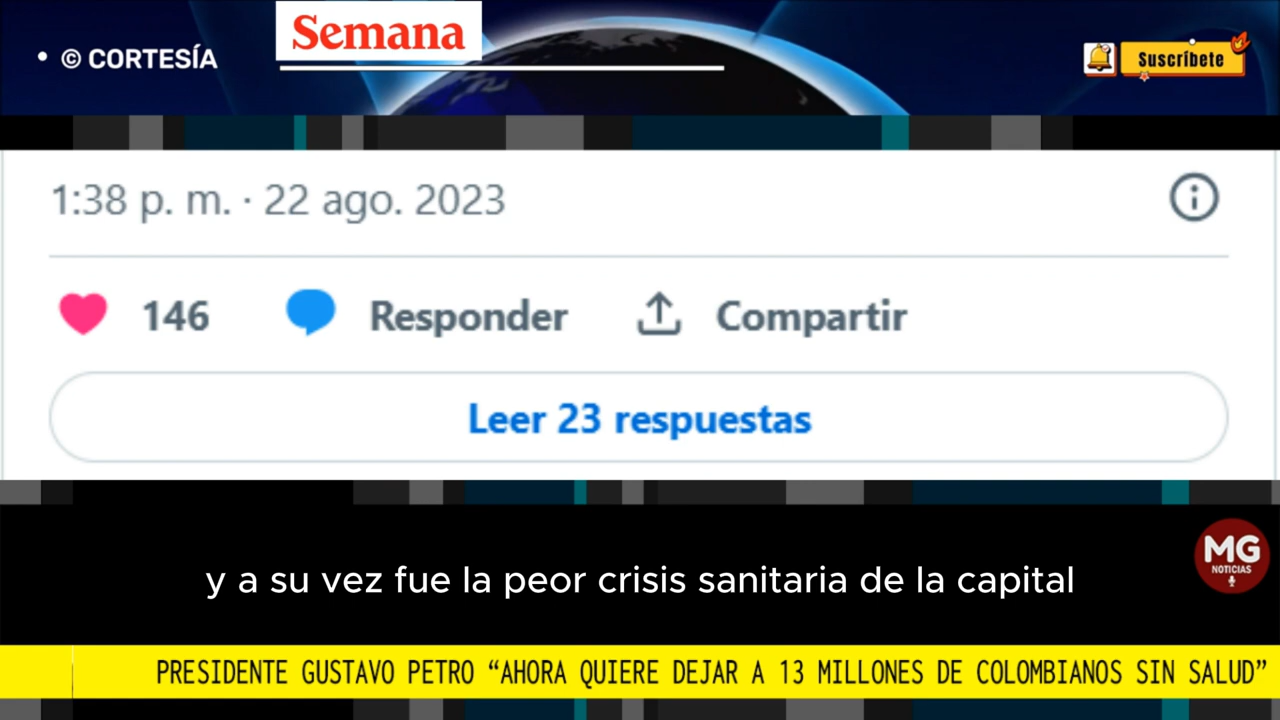 • © CORTESÍA
Semana
Suscríbete
1:38 p. m. · 22 ago. 2023
146 Responder Compartir
Leer 23 respuestas
y a su vez fue la peor crisis sanitaria de la capital
MG
NOTICIAS
PRESIDENTE GUSTAVO PETRO “AHORA QUIERE DEJAR A 13 MILLONES DE COLOMBIANOS SIN SALUD”